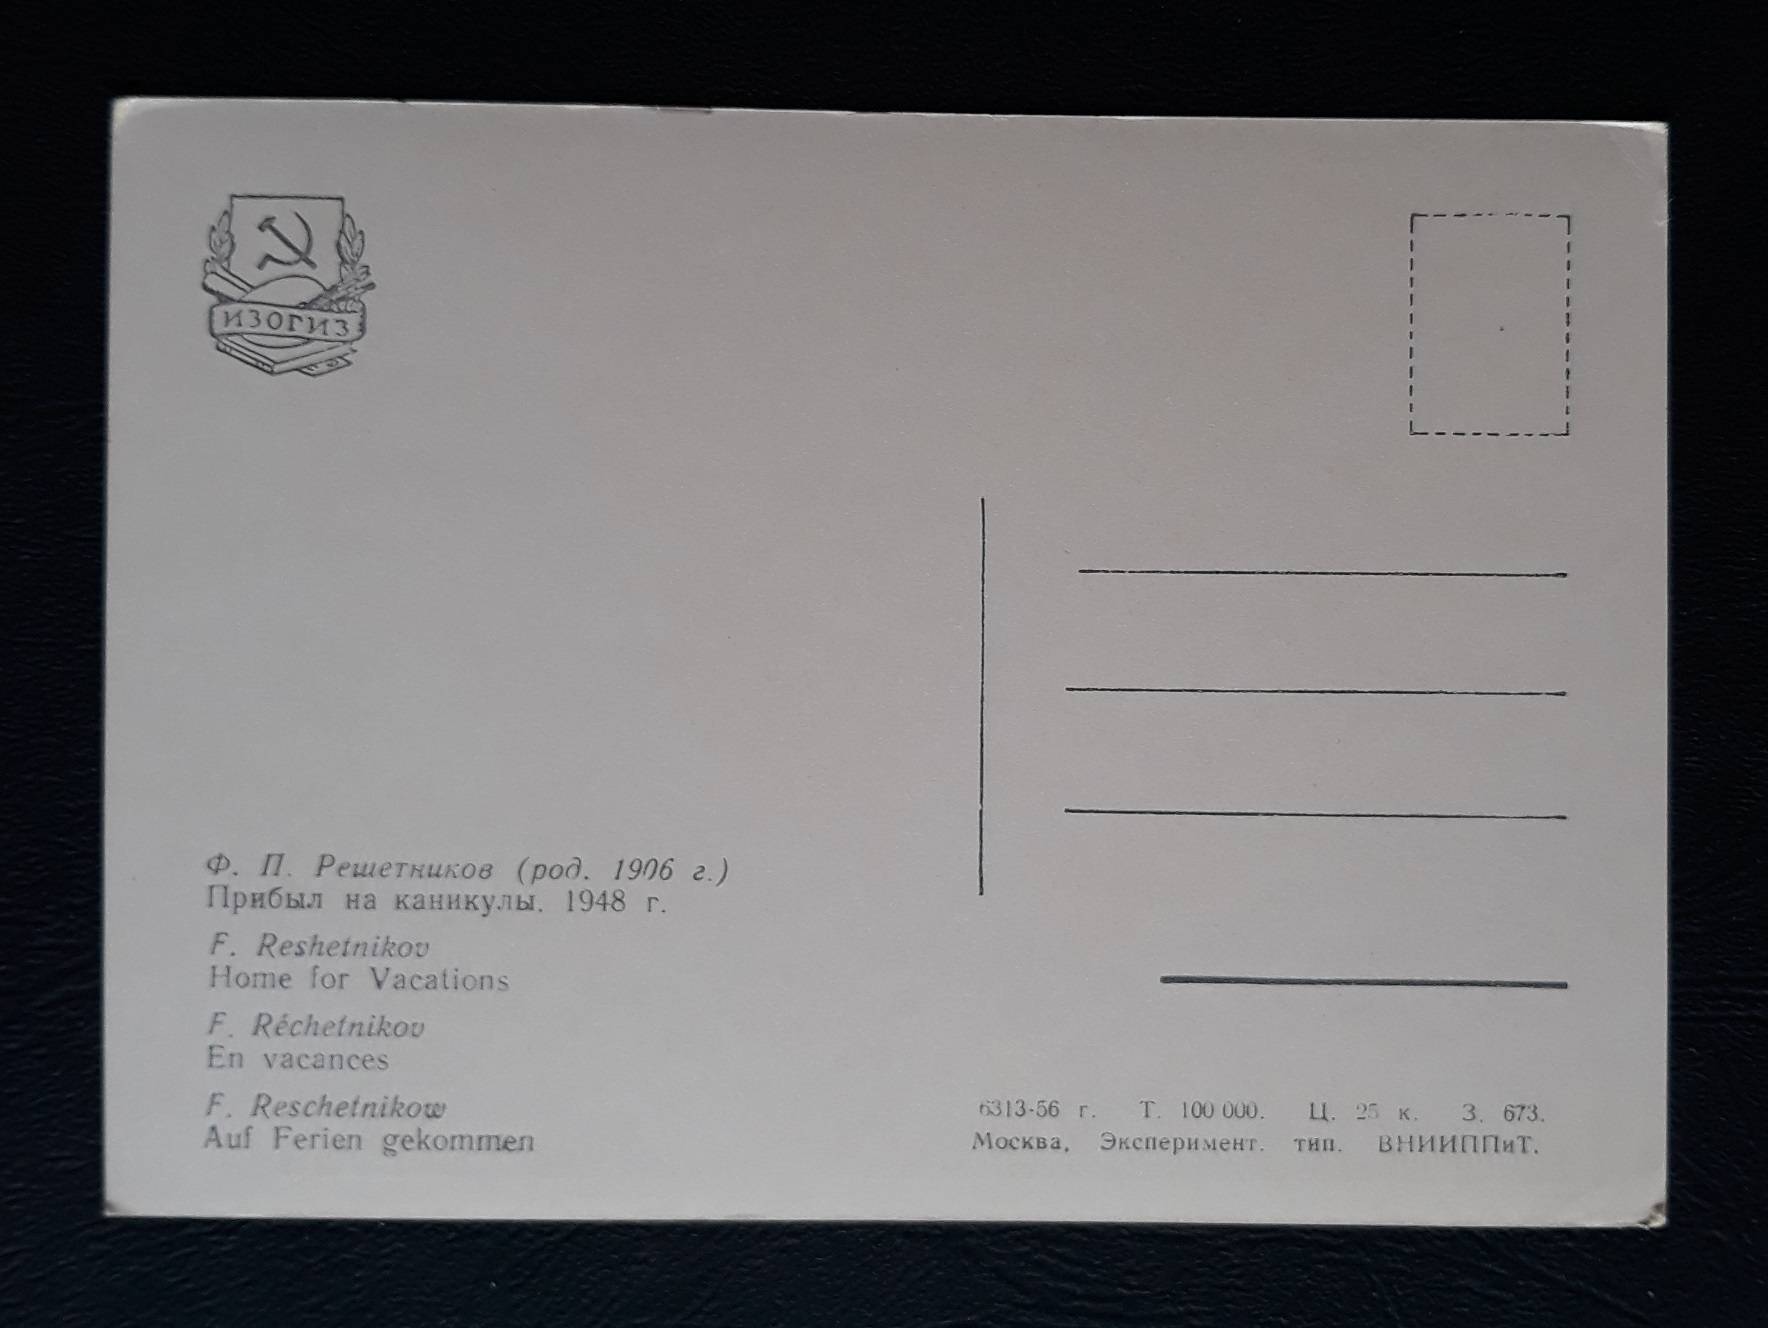 ИЗОГИЗ
Ф. П. Решетников (род. 1906 г.)
Прибыл на каникулы. 1948 г.
F. Reshetnikov
Home for Vacations
F. Réchetnikov
En vacances
F. Reschetnikow
Auf Ferien gekommen
6313-56 г. Т. 100 000. Ц. 25 к. З. 673.
Москва, Эксперимент. тип. ВНИИППиТ.